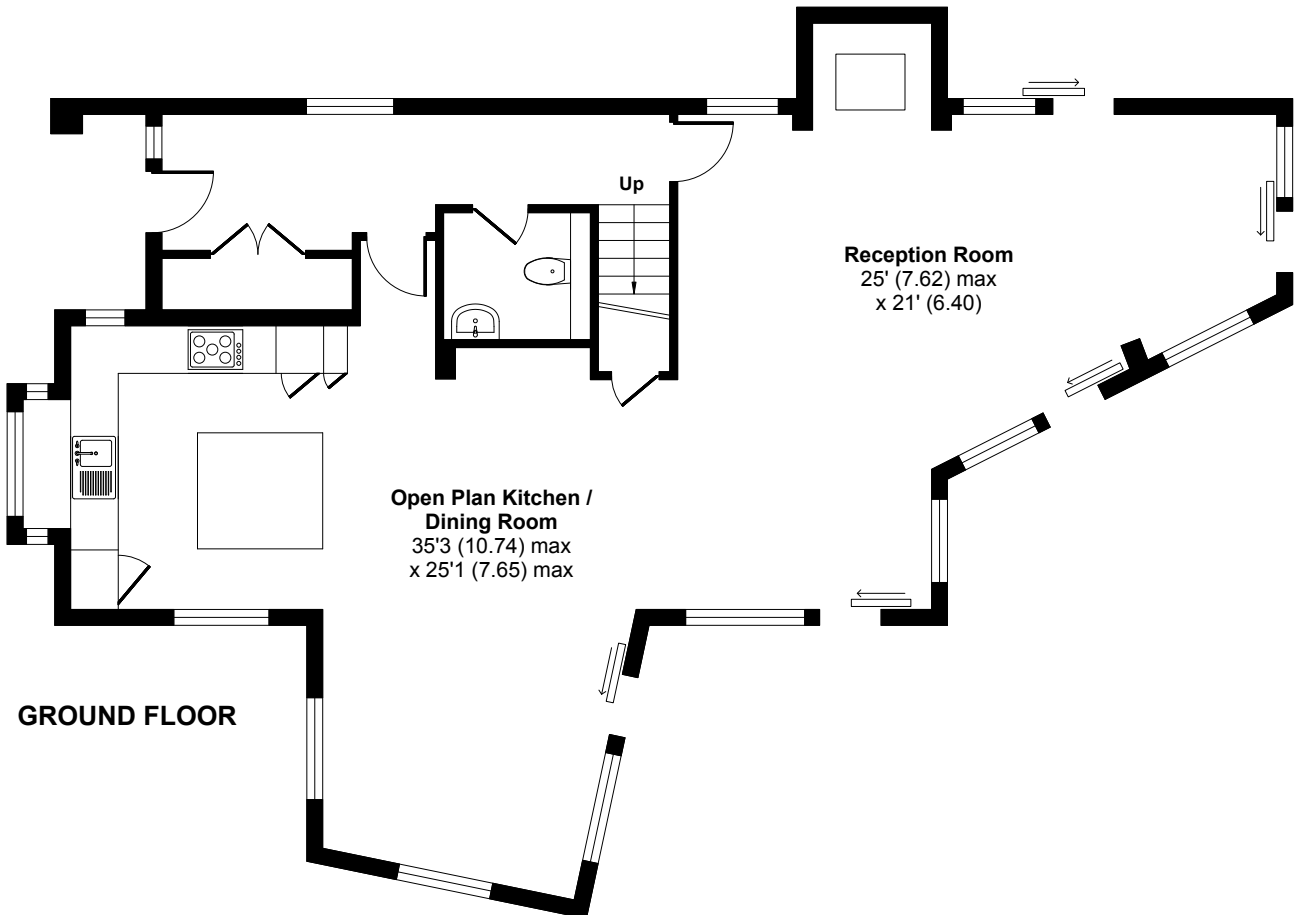 Up
Reception Room
25' (7.62) max
x 21' (6.40)
Open Plan Kitchen /
Dining Room
35'3 (10.74) max
x 25'1 (7.65) max
GROUND FLOOR